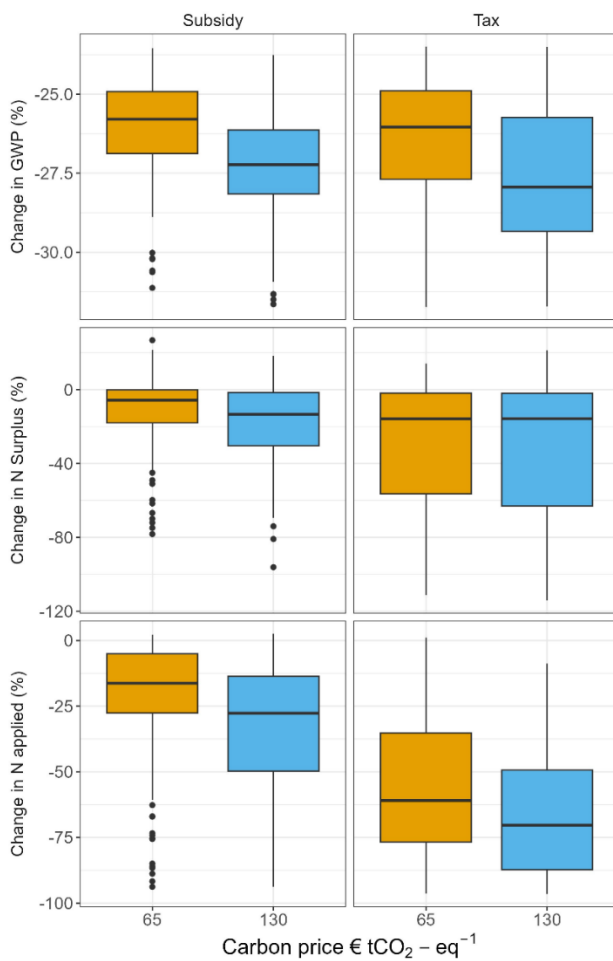 Subsidy Tax
Change in GWP (%)
-25.0
-27.5
-30.0
Change in N Surplus (%)
0
-40
-80
-120
Change in N applied (%)
0
-25
-50
-75
-100
65 130 65 130
Carbon price € tCO₂ – eq⁻¹